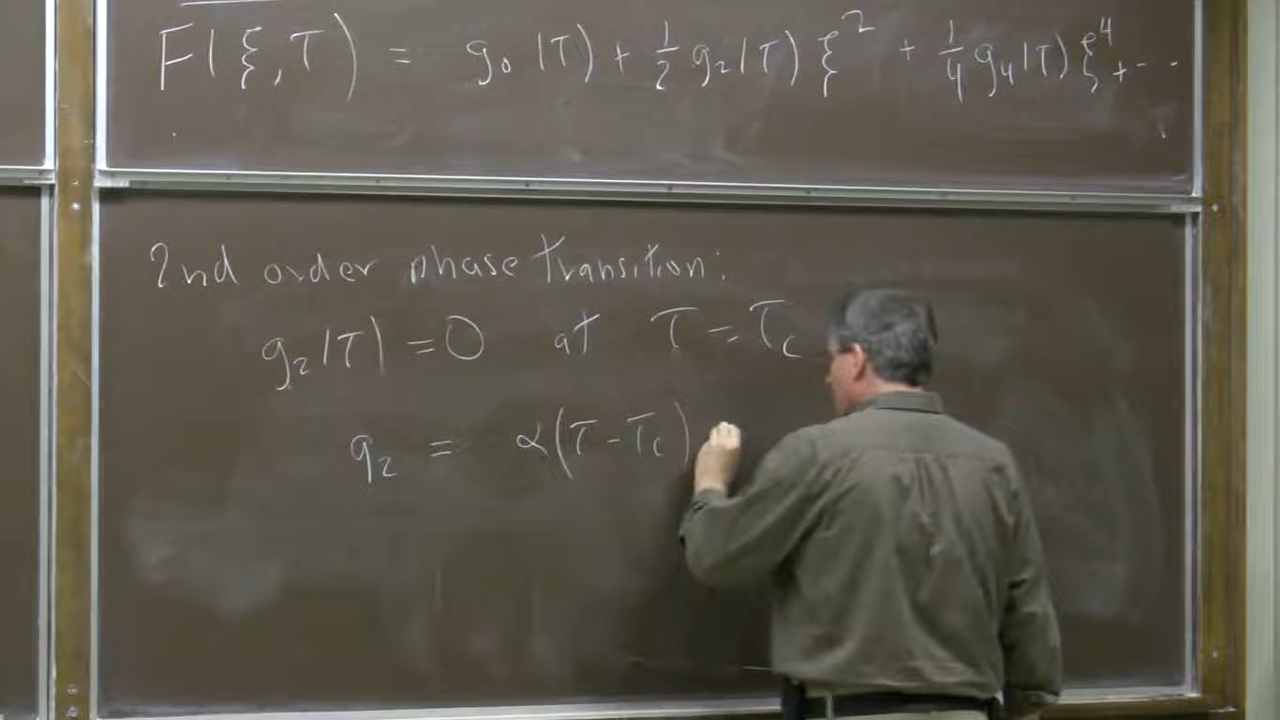 F(ξ,τ) = g₀(τ) + ½ g₂(τ) ξ² + ¼ g₄(τ) ξ⁴ + ...
2nd order phase transition:
g₂(τ) = 0 at τ = τc
g₂ = α(τ - τc)